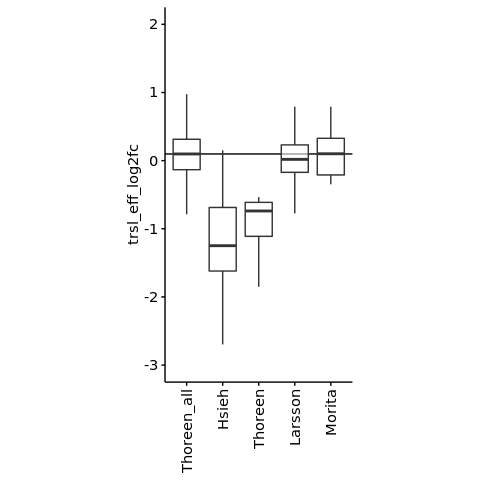 trsl_eff_log2fc
2
1
0
-1
-2
-3
Thoreen_all
Hsieh
Thoreen
Larsson
Morita